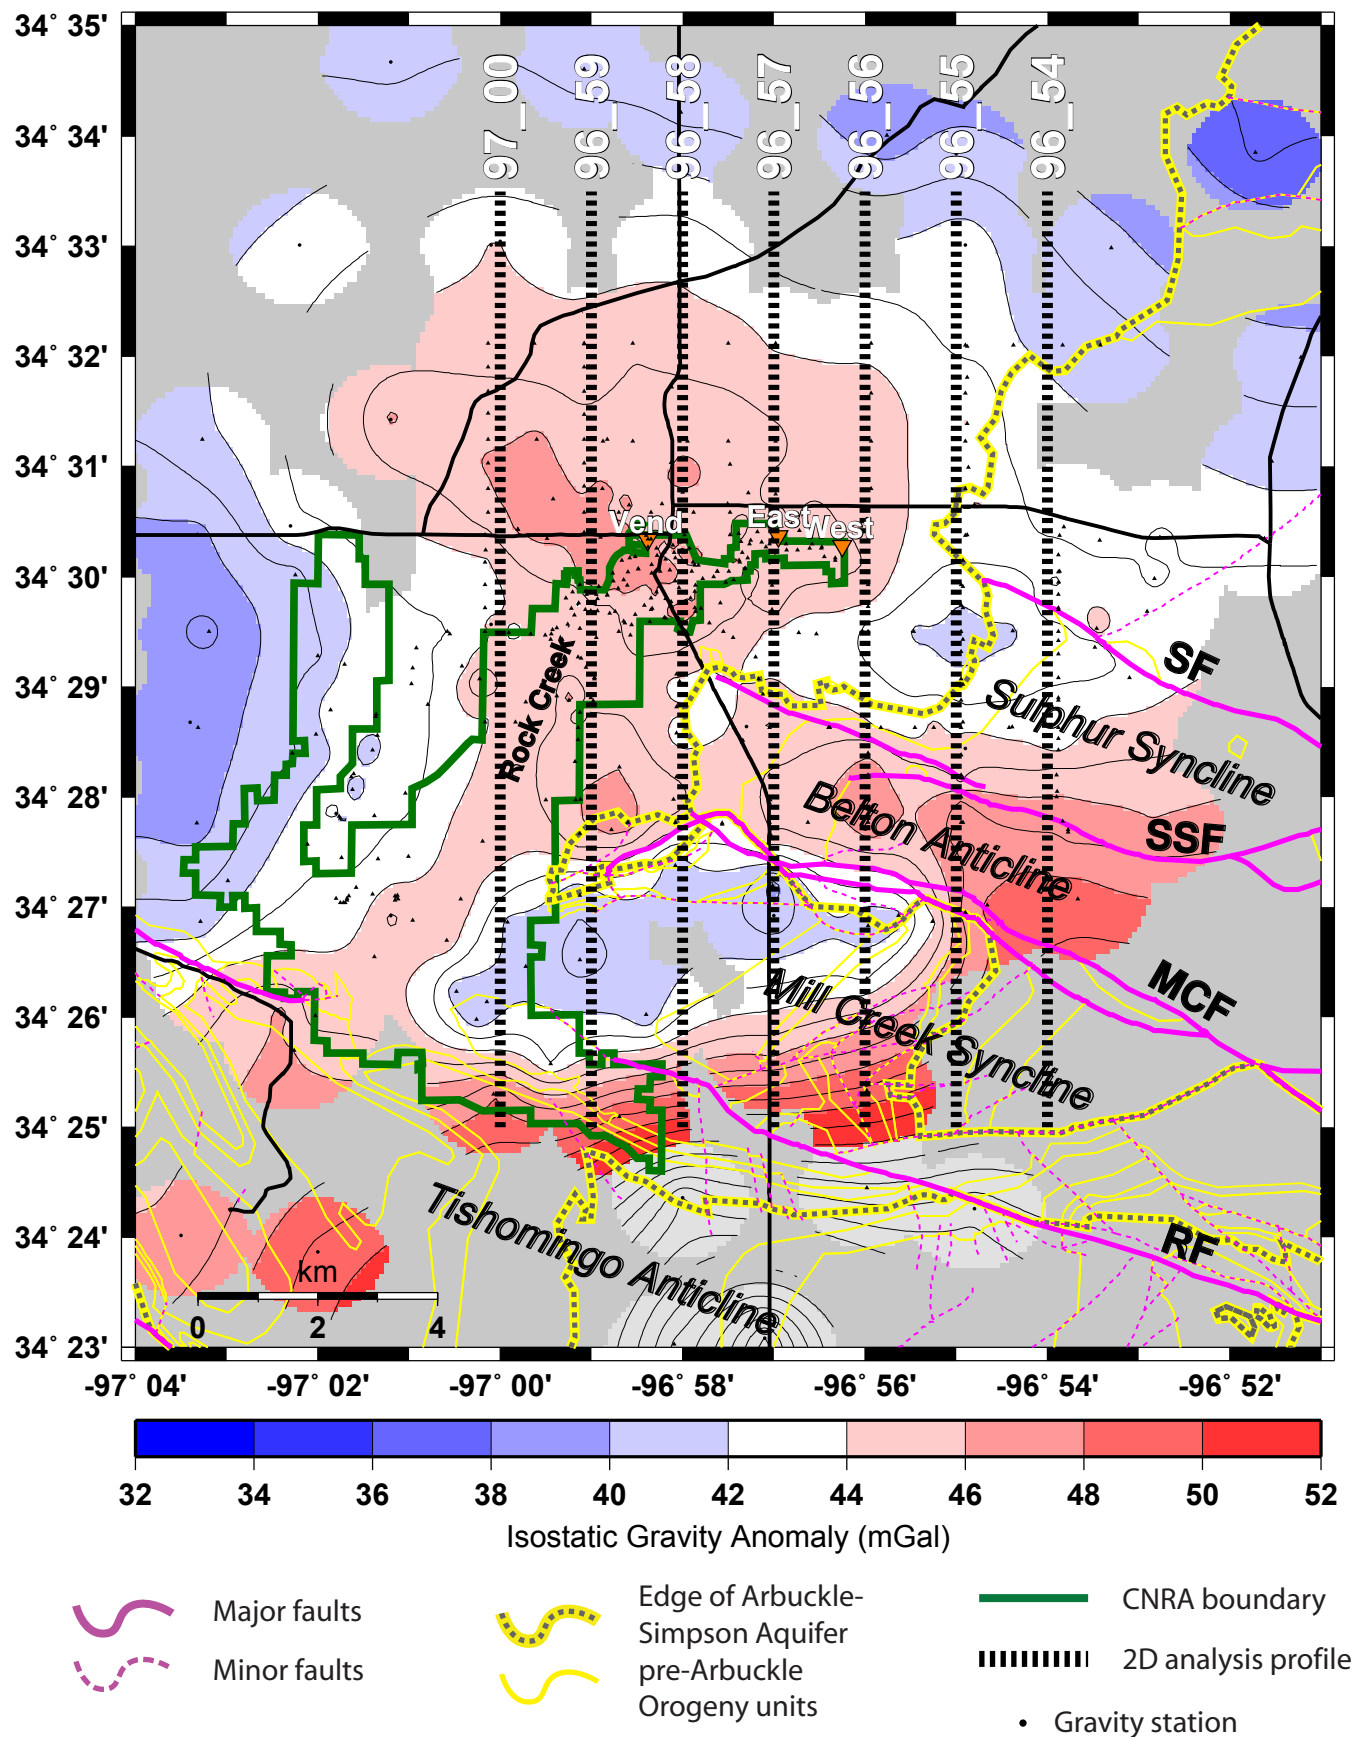 34° 35'
34° 34'
34° 33'
34° 32'
34° 31'
34° 30'
34° 29'
34° 28'
34° 27'
34° 26'
34° 25'
34° 24'
34° 23'
97_00
96_59
96_58
96_57
96_56
96_55
96_54
Vend
East
West
Rock Creek
SF
Sulphur Syncline
Belton Anticline
SSF
MCF
Mill Creek Syncline
Tishomingo Anticline
RF
km
0 2 4
-97° 04' -97° 02' -97° 00' -96° 58' -96° 56' -96° 54' -96° 52'
32 34 36 38 40 42 44 46 48 50 52
Isostatic Gravity Anomaly (mGal)
Major faults
Minor faults
Edge of Arbuckle-
Simpson Aquifer
pre-Arbuckle
Orogeny units
CNRA boundary
2D analysis profile
Gravity station